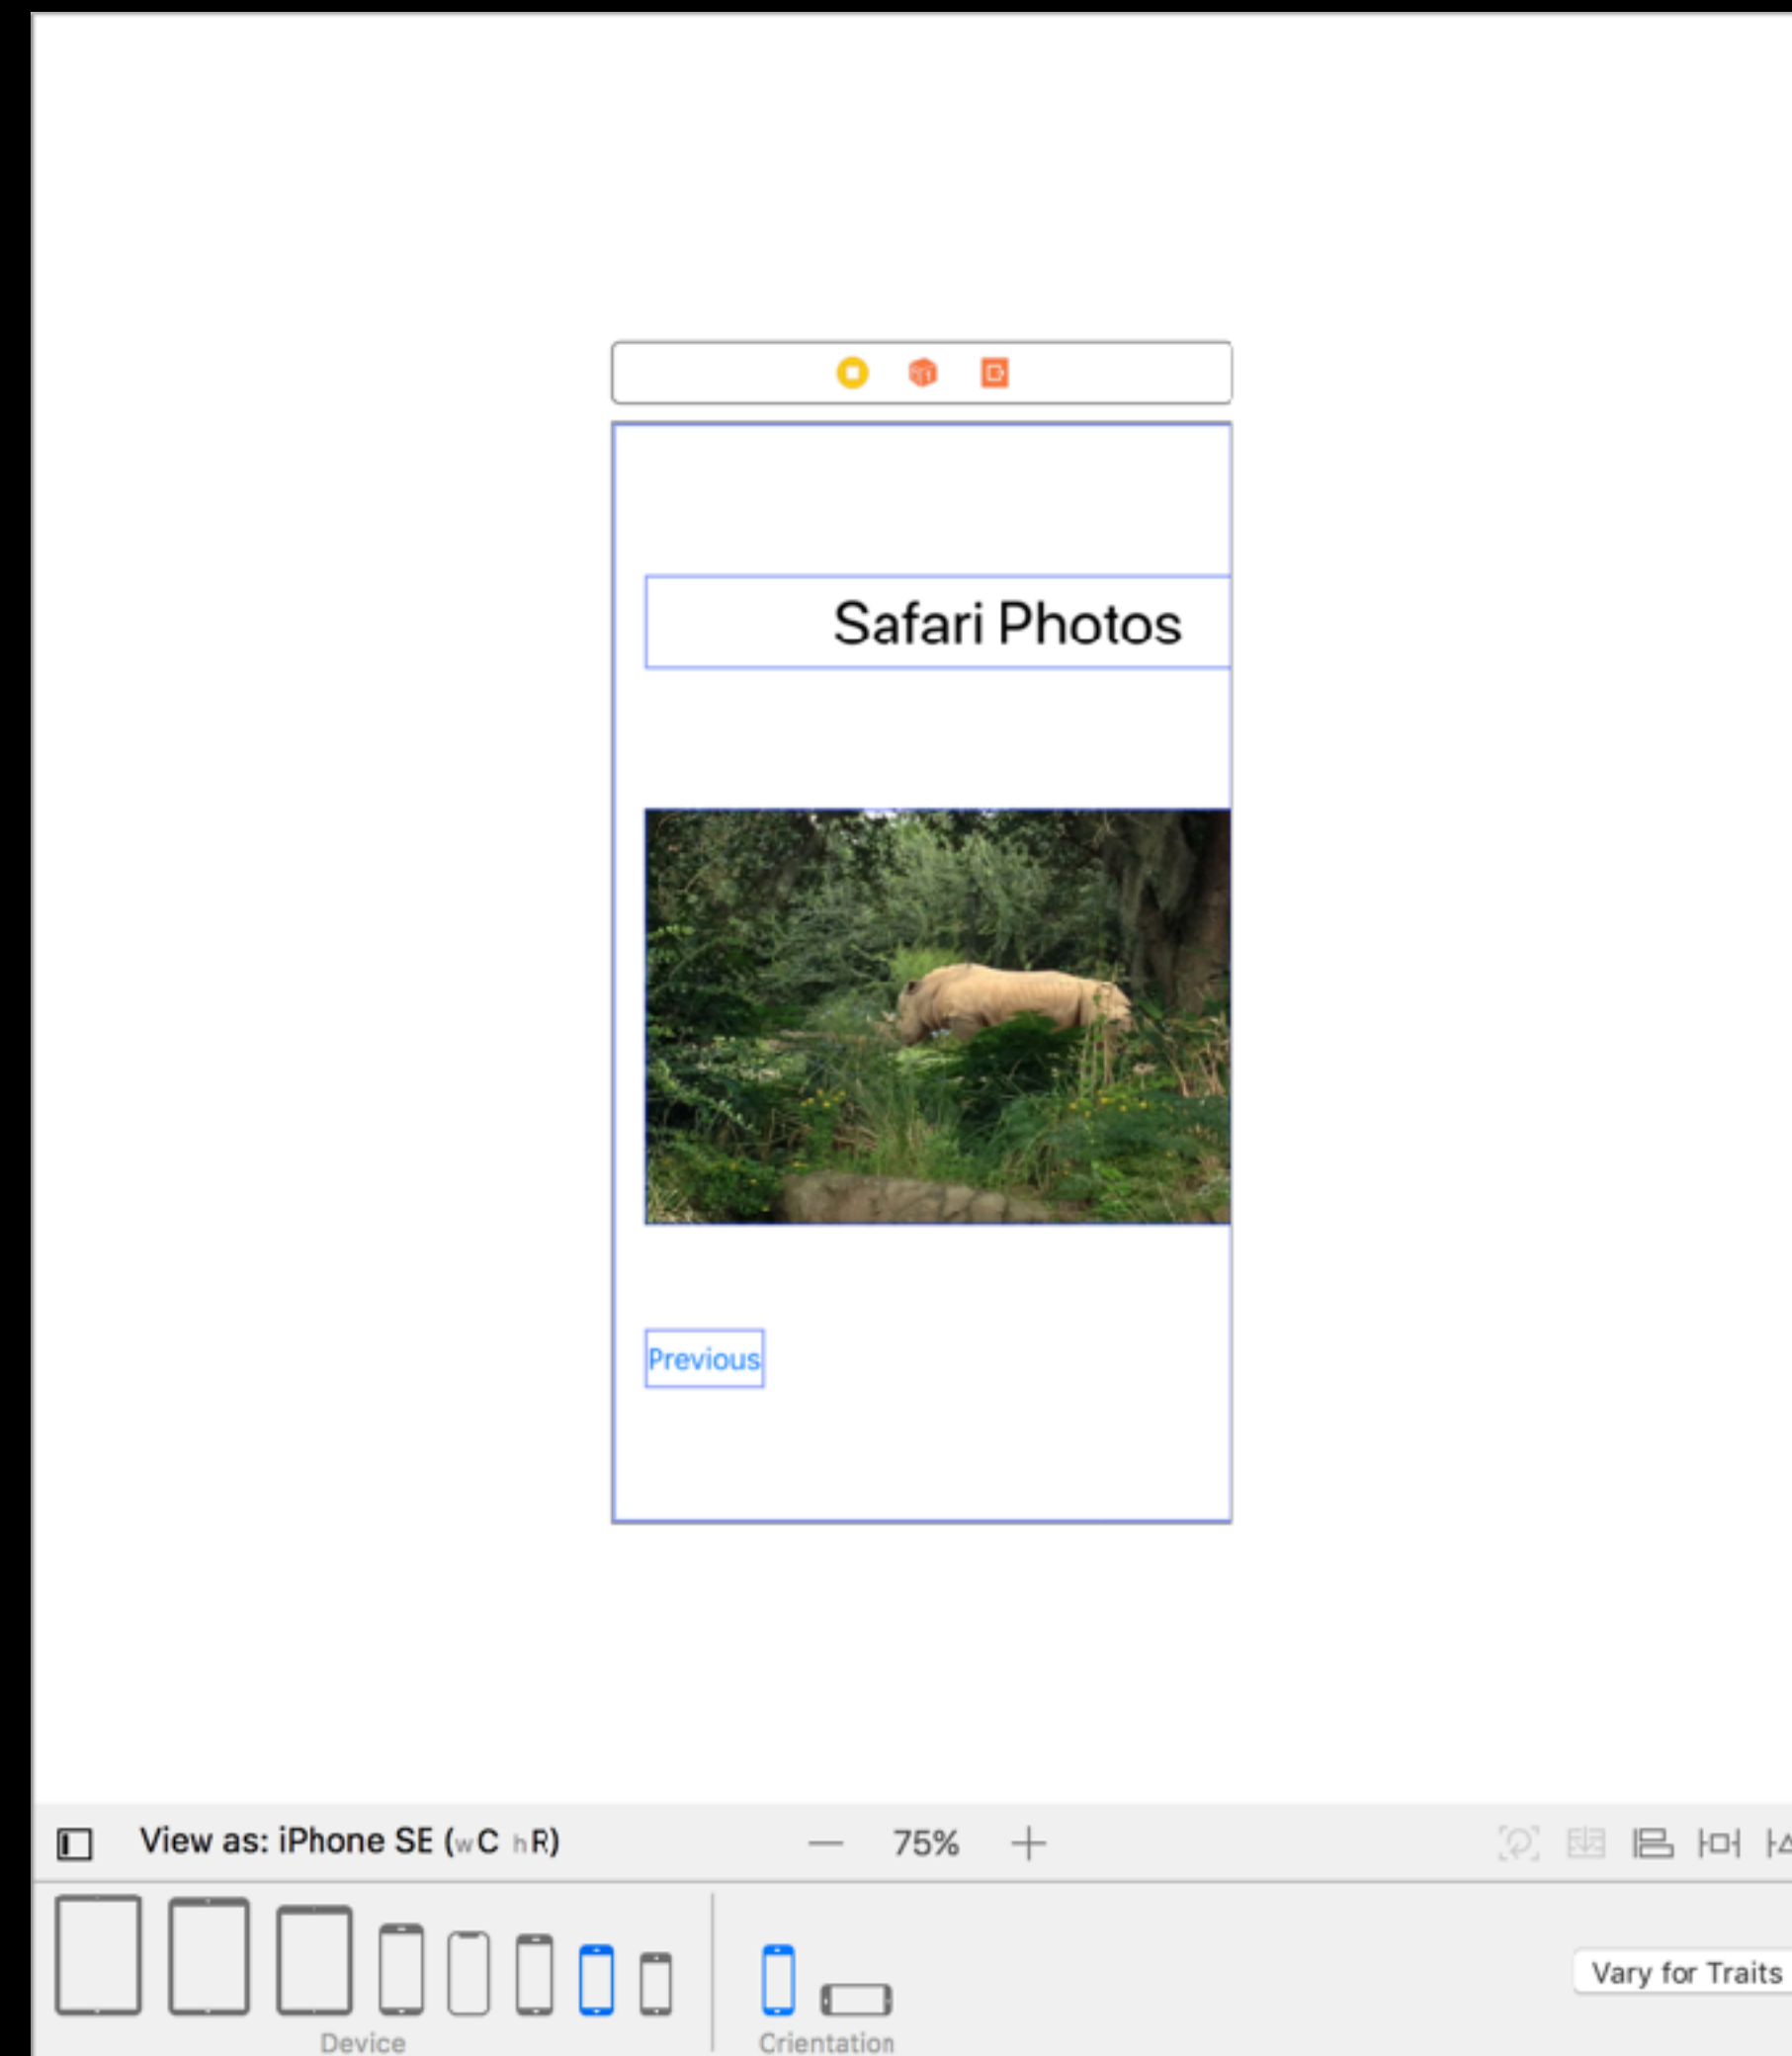 Safari Photos
Previous
View as: iPhone SE (wC hR)
75%
Vary for Traits
Device
Orientation